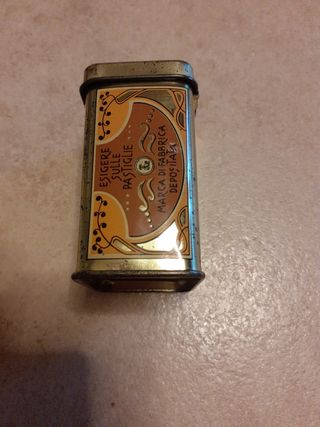 ESIGERE
SULLE
PASTIGLIE
MARCA DI FABBRICA
DEPOSITATA